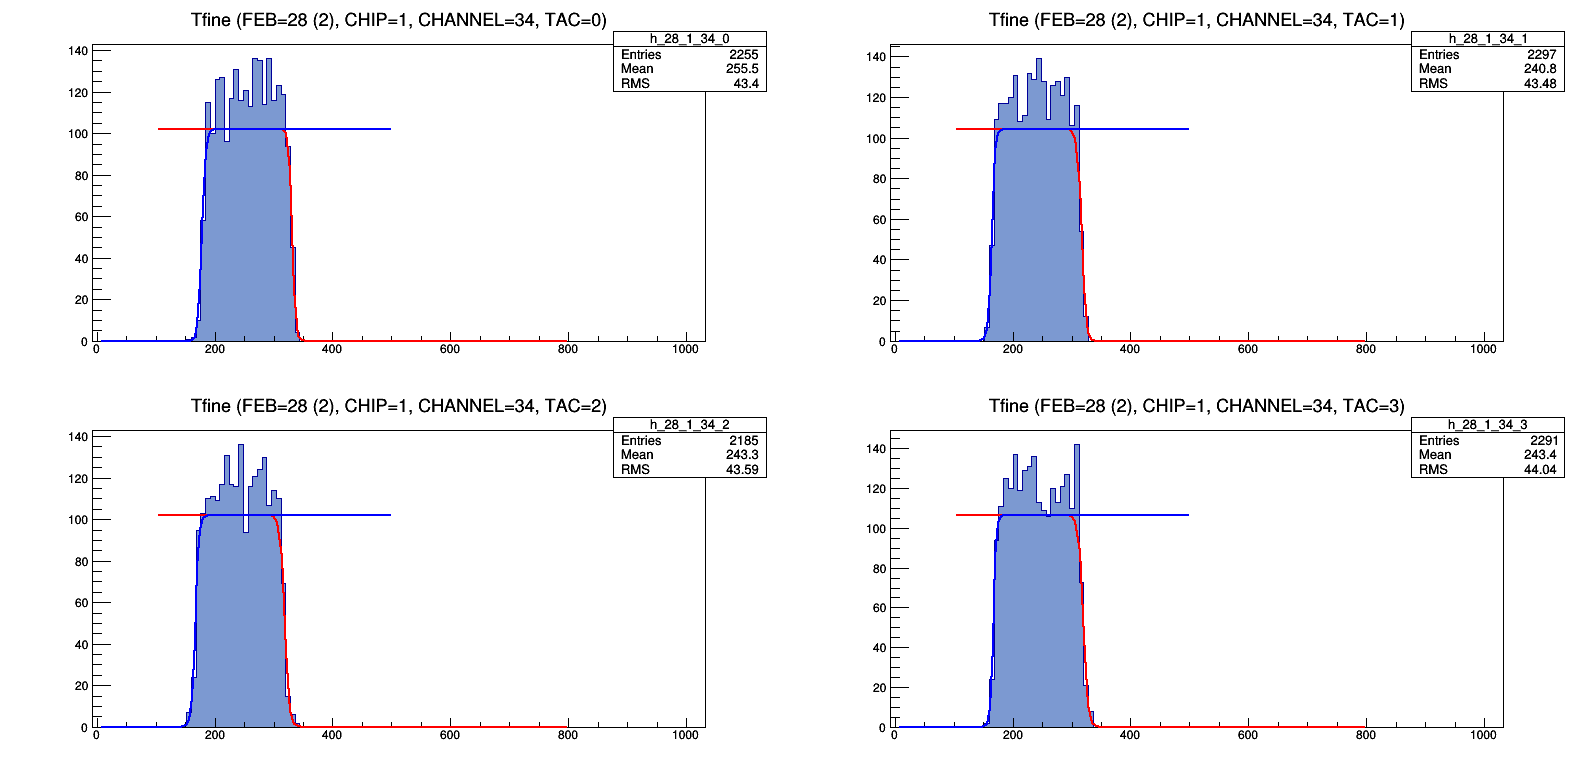 Tfine (FEB=28 (2), CHIP=1, CHANNEL=34, TAC=0)
h_28_1_34_0
Entries 2255
Mean 255.5
RMS 43.4
140
120
100
80
60
40
20
0
0 200 400 600 800 1000
Tfine (FEB=28 (2), CHIP=1, CHANNEL=34, TAC=1)
h_28_1_34_1
Entries 2297
Mean 240.8
RMS 43.48
140
120
100
80
60
40
20
0
0 200 400 600 800 1000
Tfine (FEB=28 (2), CHIP=1, CHANNEL=34, TAC=2)
h_28_1_34_2
Entries 2185
Mean 243.3
RMS 43.59
140
120
100
80
60
40
20
0
0 200 400 600 800 1000
Tfine (FEB=28 (2), CHIP=1, CHANNEL=34, TAC=3)
h_28_1_34_3
Entries 2291
Mean 243.4
RMS 44.04
140
120
100
80
60
40
20
0
0 200 400 600 800 1000